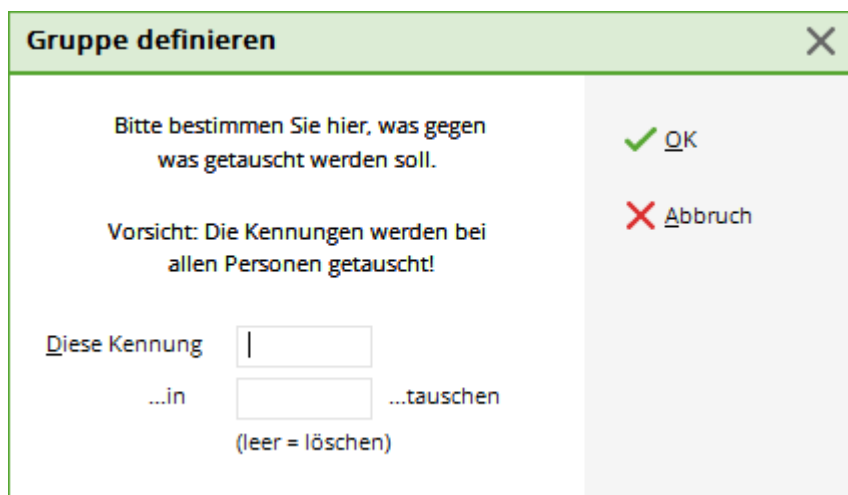 Gruppe definieren
Bitte bestimmen Sie hier, was gegen
was getauscht werden soll.
Vorsicht: Die Kennungen werden bei
allen Personen getauscht!
Diese Kennung
...in ...tauschen
(leer = löschen)
OK
Abbruch